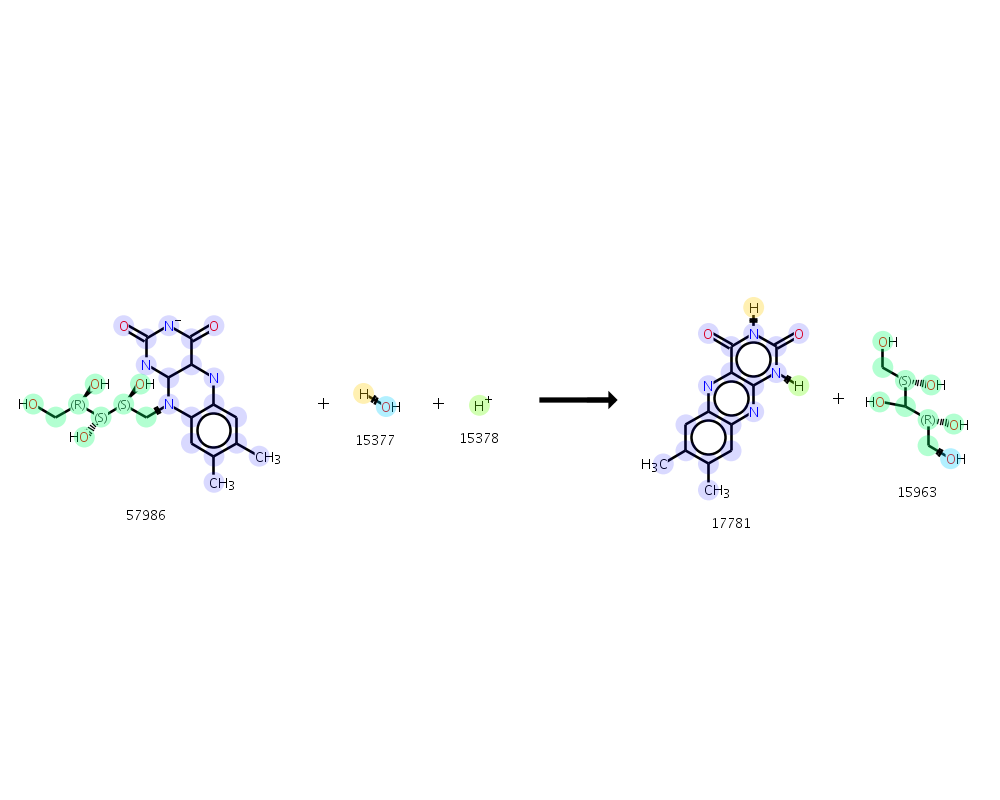 O N⁻ O
N N
OH OH
HO (R) (S) (S) N
HO
CH₃
CH₃
57986
+
H OH
15377
+
H⁺
15378
H
O N O
N H
N N
H₃C
CH₃
17781
+
OH
(S) OH
HO
(R) OH
OH
15963